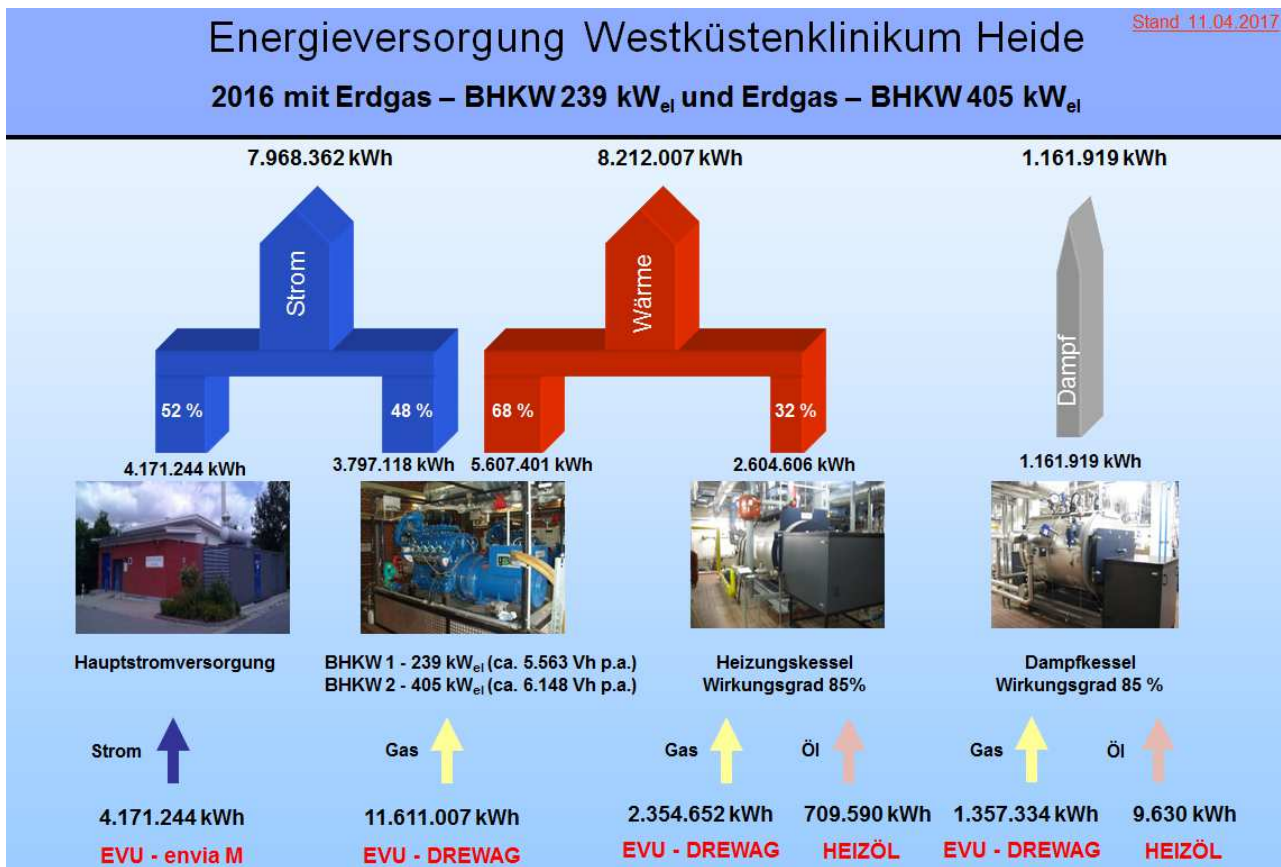 Stand 11.04.2017
Energieversorgung Westküstenklinikum Heide
2016 mit Erdgas – BHKW 239 kWel und Erdgas – BHKW 405 kWel
7.968.362 kWh
8.212.007 kWh
1.161.919 kWh
Strom
Wärme
Dampf
52 %
48 %
68 %
32 %
4.171.244 kWh
3.797.118 kWh
5.607.401 kWh
2.604.606 kWh
1.161.919 kWh
Hauptstromversorgung
BHKW 1 - 239 kWel (ca. 5.563 Vh p.a.)
BHKW 2 - 405 kWel (ca. 6.148 Vh p.a.)
Heizungskessel
Wirkungsgrad 85%
Dampfkessel
Wirkungsgrad 85 %
Strom
Gas
Gas
Öl
Gas
Öl
4.171.244 kWh
11.611.007 kWh
2.354.652 kWh
709.590 kWh
1.357.334 kWh
9.630 kWh
EVU - envia M
EVU - DREWAG
EVU - DREWAG
HEIZÖL
EVU - DREWAG
HEIZÖL